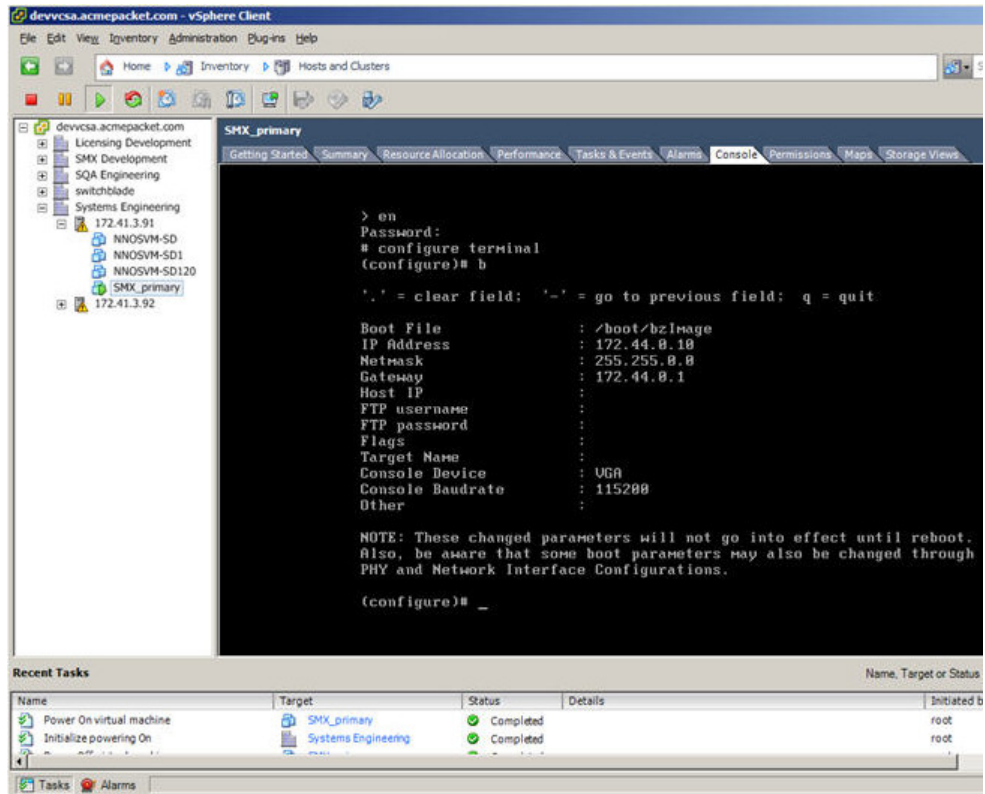 devvcsa.acmepacket.com - vSphere Client
File Edit View Inventory Administration Plug-ins Help
Home Inventory Hosts and Clusters
devvcsa.acmepacket.com
Licensing Development
SMX Development
SQA Engineering
switchblade
Systems Engineering
172.41.3.91
NNOSVM-SD
NNOSVM-SD1
NNOSVM-SD120
SMX_primary
172.41.3.92
SMX_primary
Getting Started Summary Resource Allocation Performance Tasks & Events Alarms Console Permissions Maps Storage Views
> en
Password:
# configure terminal
(configure)# b
'.' = clear field;  '-' = go to previous field;  q = quit
Boot File : /boot/bzImage
IP Address : 172.44.0.10
Netmask : 255.255.0.0
Gateway : 172.44.0.1
Host IP :
FTP username :
FTP password :
Flags :
Target Name :
Console Device : VGA
Console Baudrate : 115200
Other :
NOTE: These changed parameters will not go into effect until reboot.
Also, be aware that some boot parameters may also be changed through
PHY and Network Interface Configurations.
(configure)# _
Recent Tasks Name, Target or Status
Name Target Status Details Initiated b
Power On virtual machine SMX_primary Completed root
Initialize powering On Systems Engineering Completed root
Tasks Alarms